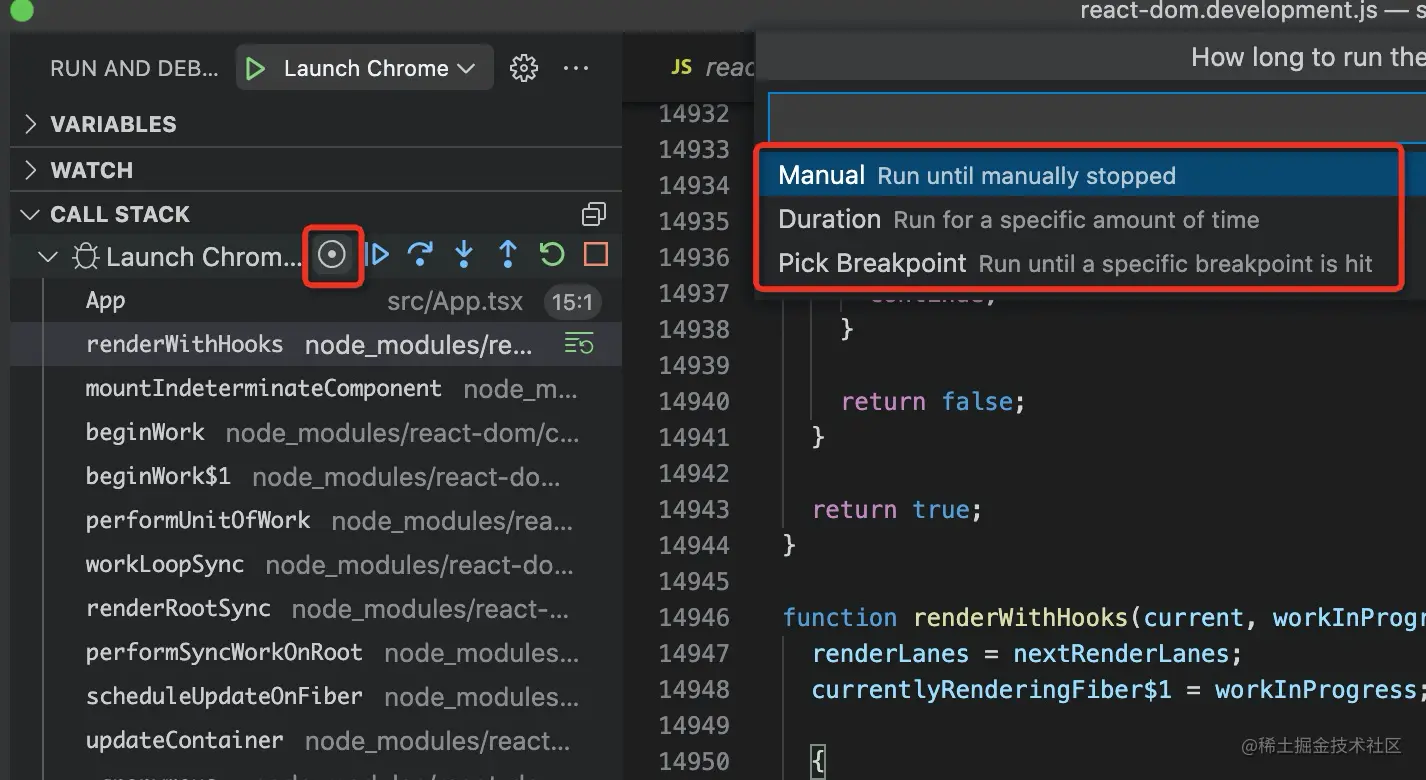 react-dom.development.js — s
RUN AND DEB...
Launch Chrome
VARIABLES
WATCH
CALL STACK
Launch Chrom...
App src/App.tsx 15:1
renderWithHooks node_modules/re...
mountIndeterminateComponent node_m...
beginWork node_modules/react-dom/c...
beginWork$1 node_modules/react-do...
performUnitOfWork node_modules/rea...
workLoopSync node_modules/react-do...
renderRootSync node_modules/react-...
performSyncWorkOnRoot node_modules...
scheduleUpdateOnFiber node_modules...
updateContainer node_modules/react...
JS reac
How long to run the
Manual Run until manually stopped
Duration Run for a specific amount of time
Pick Breakpoint Run until a specific breakpoint is hit
14932
14933
14934
14935
14936
14937 continue;
14938 }
14939
14940 return false;
14941 }
14942
14943 return true;
14944 }
14945
14946 function renderWithHooks(current, workInProgr
14947 renderLanes = nextRenderLanes;
14948 currentlyRenderingFiber$1 = workInProgress;
14949
14950 {
@稀土掘金技术社区